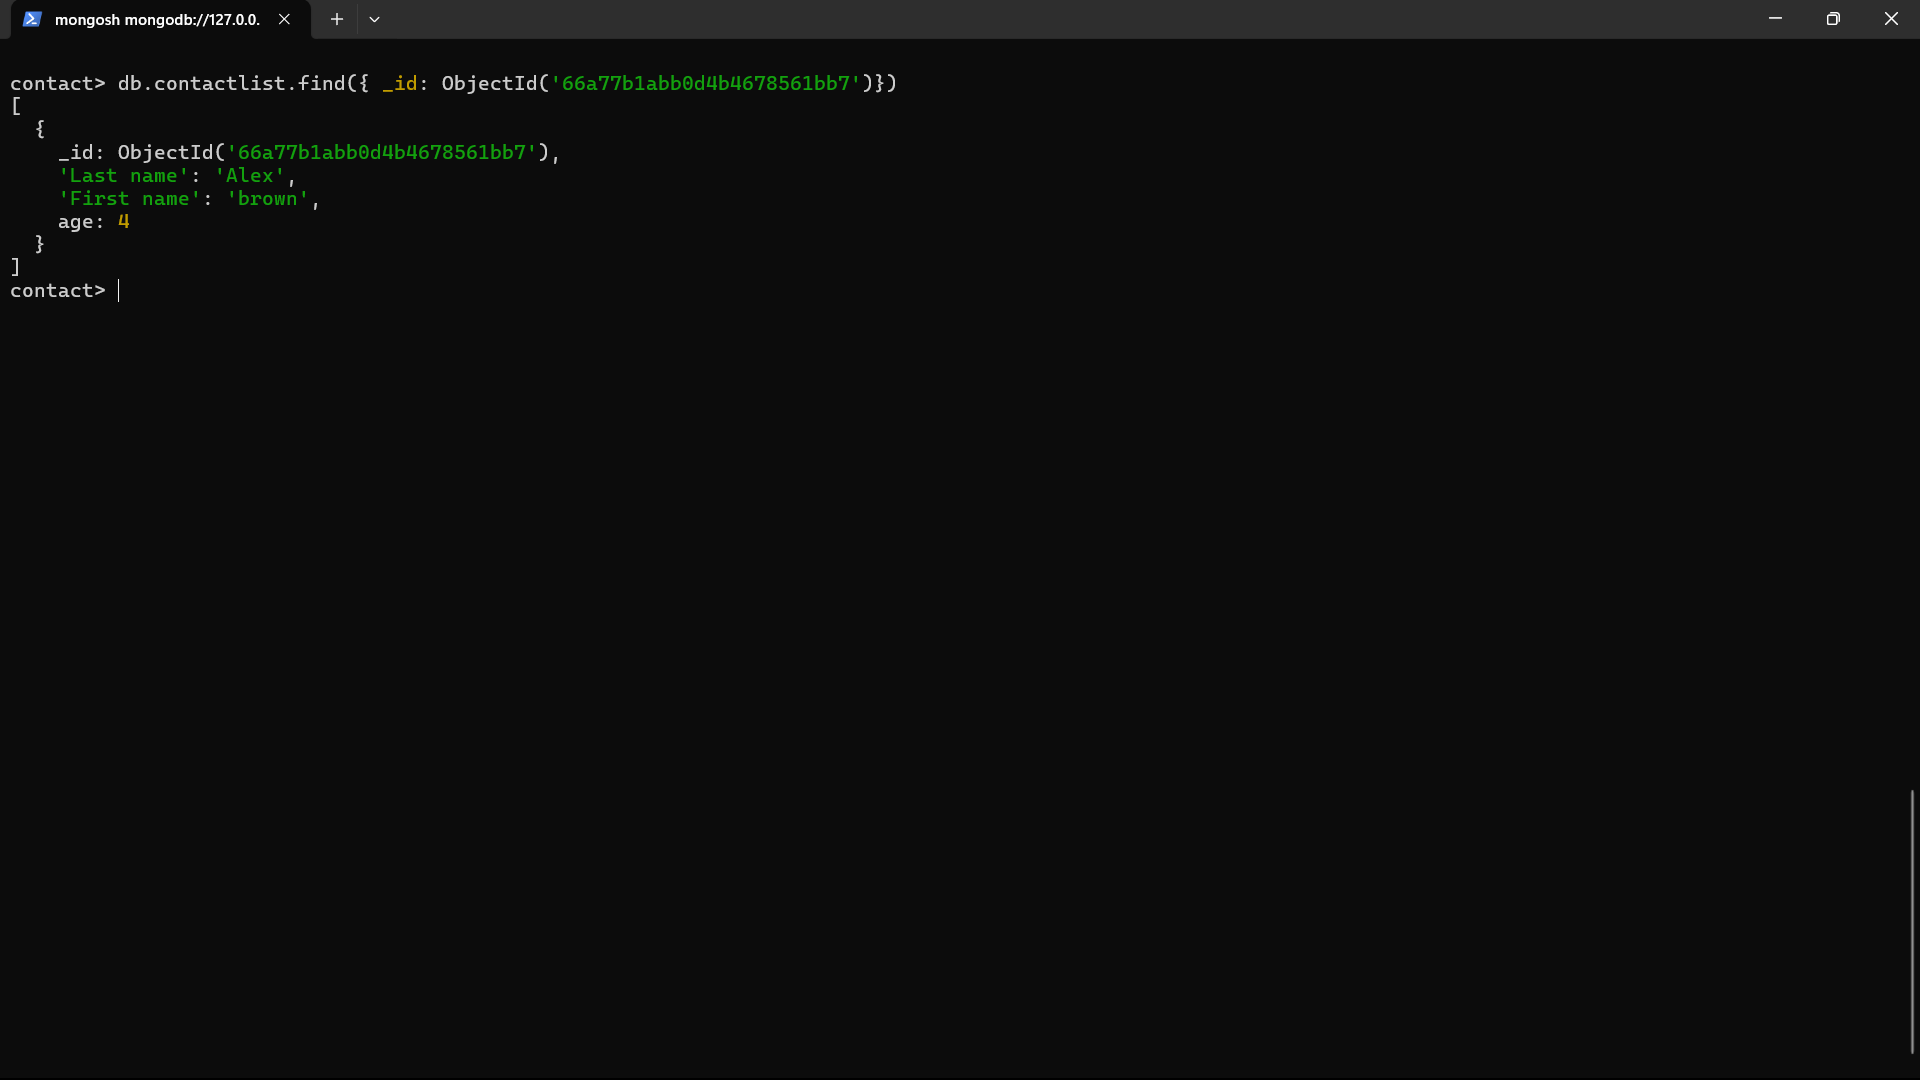 mongosh mongodb://127.0.0.
contact> db.contactlist.find({ _id: ObjectId('66a77b1abb0d4b4678561bb7')})
[
  {
    _id: ObjectId('66a77b1abb0d4b4678561bb7'),
    'Last name': 'Alex',
    'First name': 'brown',
    age: 4
  }
]
contact>